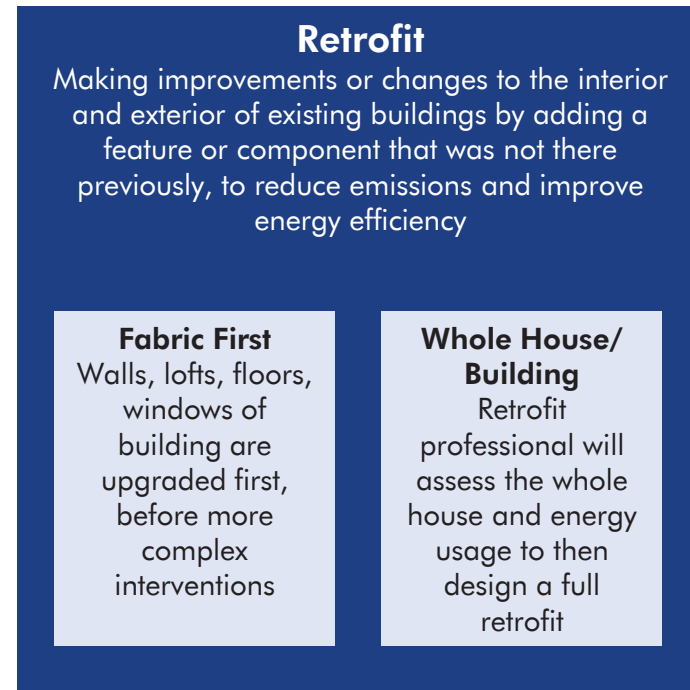 Retrofit
Making improvements or changes to the interior
and exterior of existing buildings by adding a
feature or component that was not there
previously, to reduce emissions and improve
energy efficiency
Fabric First
Walls, lofts, floors,
windows of
building are
upgraded first,
before more
complex
interventions
Whole House/
Building
Retrofit
professional will
assess the whole
house and energy
usage to then
design a full
retrofit